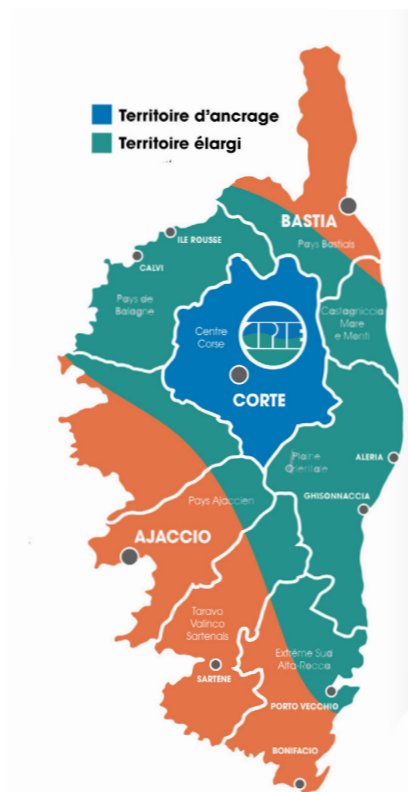 Territoire d'ancrage
Territoire élargi
BASTIA
Pays Bastiais
ILE ROUSSE
CALVI
Pays de
Balagne
Castagniccia
Mare
e Monti
Centre
Corse
CPIE
CORTE
Plaine
Orientale
ALERIA
GHISONNACCIA
Pays Ajaccien
AJACCIO
Taravo
Valinco
Sartenais
Extrême Sud
Alta-Rocca
SARTENE
PORTO VECCHIO
BONIFACIO